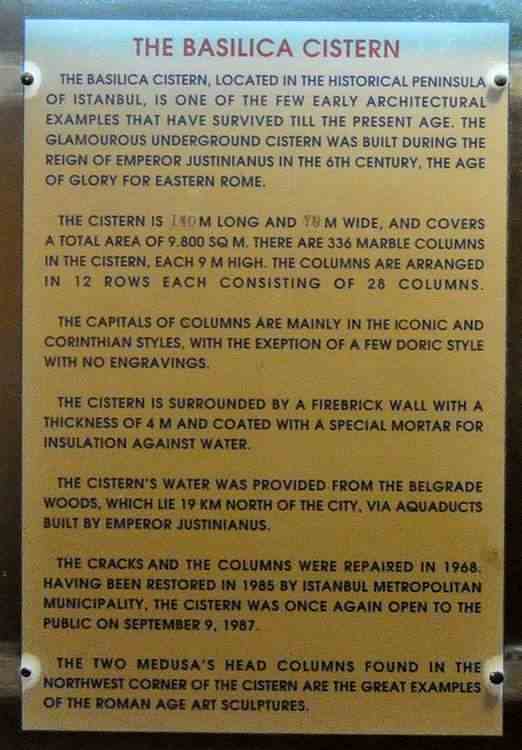 THE BASILICA CISTERN
THE BASILICA CISTERN, LOCATED IN THE HISTORICAL PENINSULA
OF ISTANBUL, IS ONE OF THE FEW EARLY ARCHITECTURAL
EXAMPLES THAT HAVE SURVIVED TILL THE PRESENT AGE. THE
GLAMOUROUS UNDERGROUND CISTERN WAS BUILT DURING THE
REIGN OF EMPEROR JUSTINIANUS IN THE 6TH CENTURY, THE AGE
OF GLORY FOR EASTERN ROME.
THE CISTERN IS 140 M LONG AND 70 M WIDE, AND COVERS
A TOTAL AREA OF 9.800 SQ M. THERE ARE 336 MARBLE COLUMNS
IN THE CISTERN, EACH 9 M HIGH. THE COLUMNS ARE ARRANGED
IN 12 ROWS EACH CONSISTING OF 28 COLUMNS.
THE CAPITALS OF COLUMNS ARE MAINLY IN THE ICONIC AND
CORINTHIAN STYLES, WITH THE EXEPTION OF A FEW DORIC STYLE
WITH NO ENGRAVINGS.
THE CISTERN IS SURROUNDED BY A FIREBRICK WALL WITH A
THICKNESS OF 4 M AND COATED WITH A SPECIAL MORTAR FOR
INSULATION AGAINST WATER.
THE CISTERN'S WATER WAS PROVIDED FROM THE BELGRADE
WOODS, WHICH LIE 19 KM NORTH OF THE CITY, VIA AQUADUCTS
BUILT BY EMPEROR JUSTINIANUS.
THE CRACKS AND THE COLUMNS WERE REPAIRED IN 1968.
HAVING BEEN RESTORED IN 1985 BY ISTANBUL METROPOLITAN
MUNICIPALITY, THE CISTERN WAS ONCE AGAIN OPEN TO THE
PUBLIC ON SEPTEMBER 9, 1987.
THE TWO MEDUSA'S HEAD COLUMNS FOUND IN THE
NORTHWEST CORNER OF THE CISTERN ARE THE GREAT EXAMPLES
OF THE ROMAN AGE ART SCULPTURES.